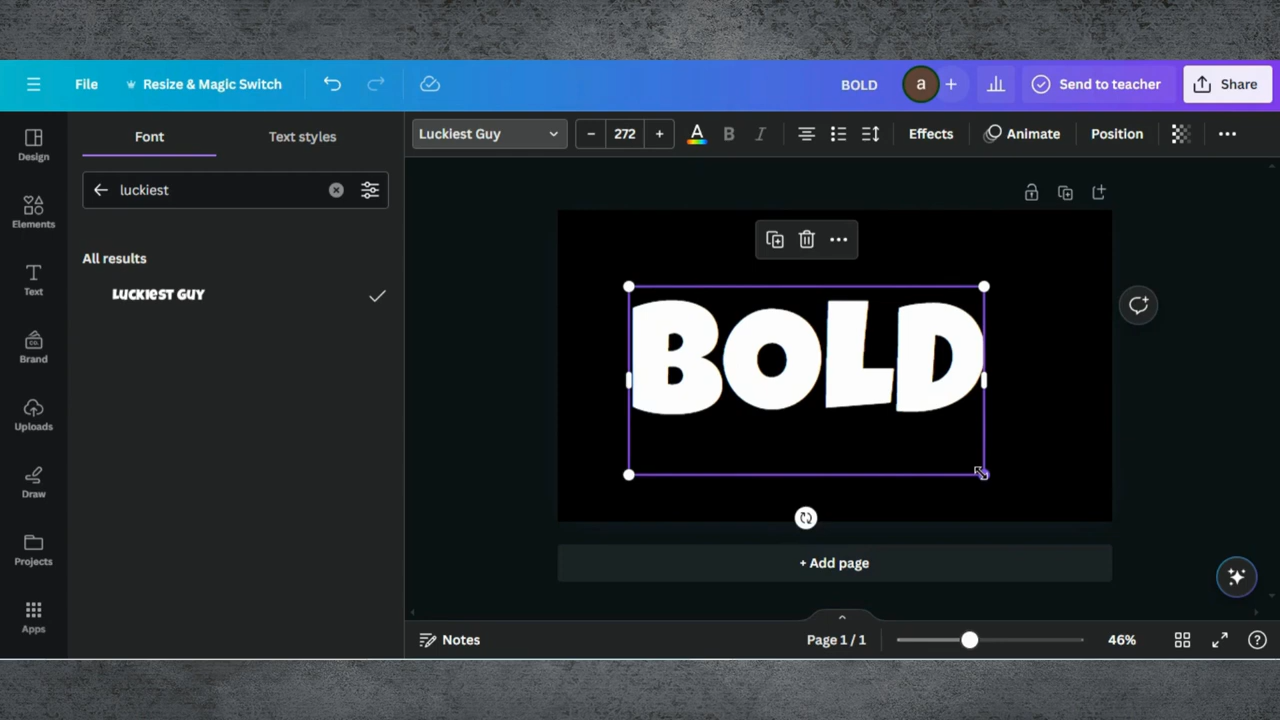 File
Resize & Magic Switch
BOLD
a
Send to teacher
Share
Design
Elements
Text
Brand
Uploads
Draw
Projects
Apps
Font
Text styles
luckiest
All results
LUCKIEST GUY
Luckiest Guy
272
A
B
I
Effects
Animate
Position
BOLD
+ Add page
Notes
Page 1 / 1
46%